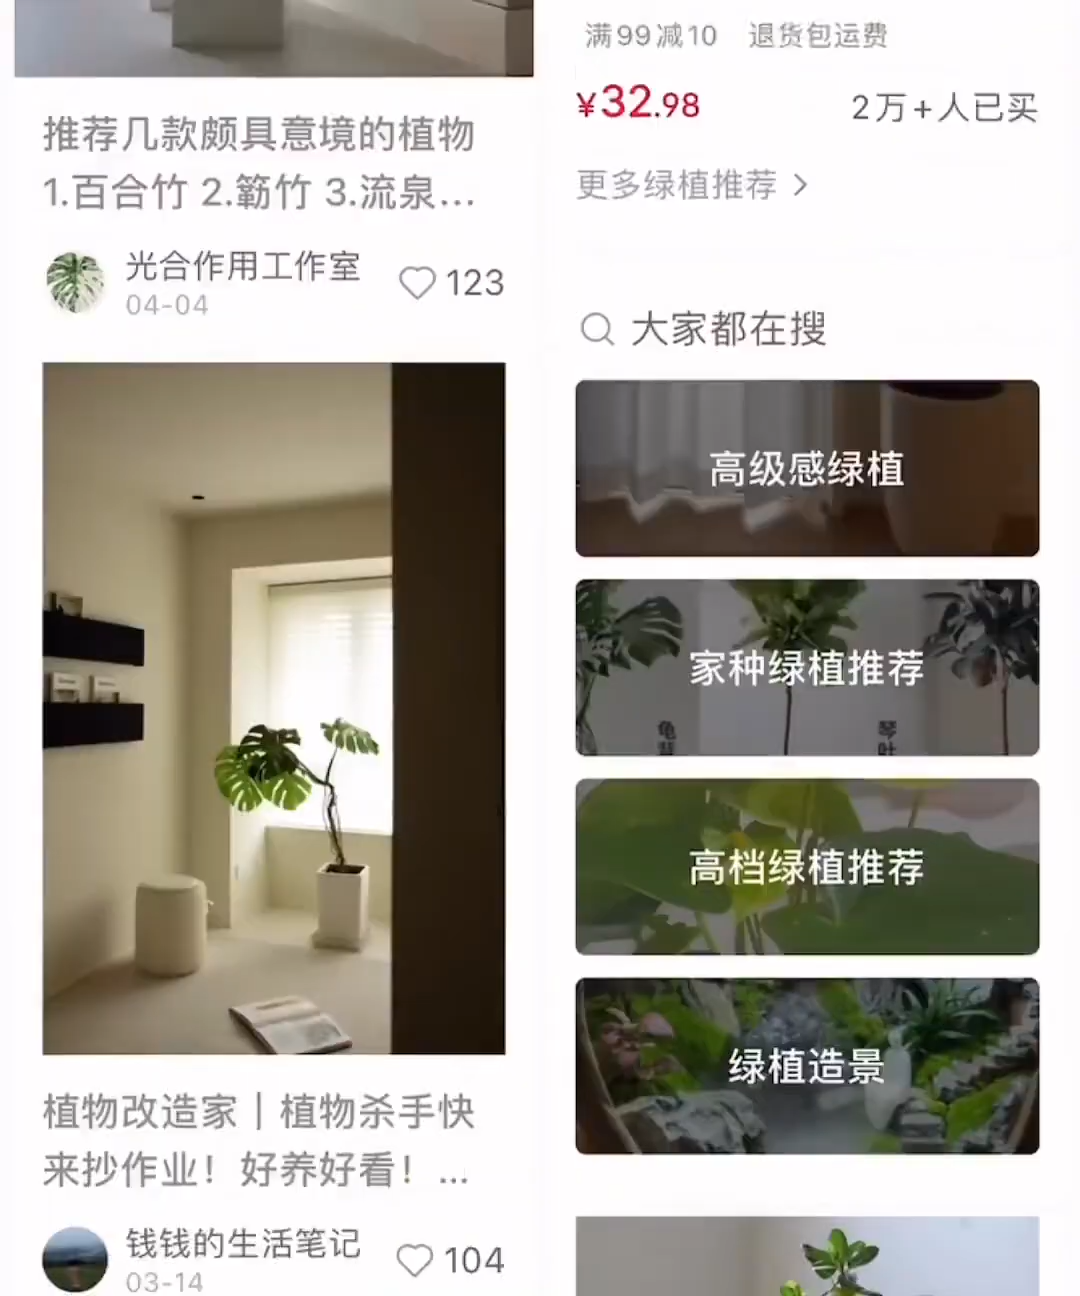 推荐几款颇具意境的植物
1.百合竹 2.簕竹 3.流泉...
光合作用工作室
04-04
123
植物改造家｜植物杀手快
来抄作业！好养好看！...
钱钱的生活笔记
03-14
104
满99减10 退货包运费
¥32.98
2万+人已买
更多绿植推荐 >
大家都在搜
高级感绿植
家种绿植推荐
龟背
琴叶
高档绿植推荐
绿植造景